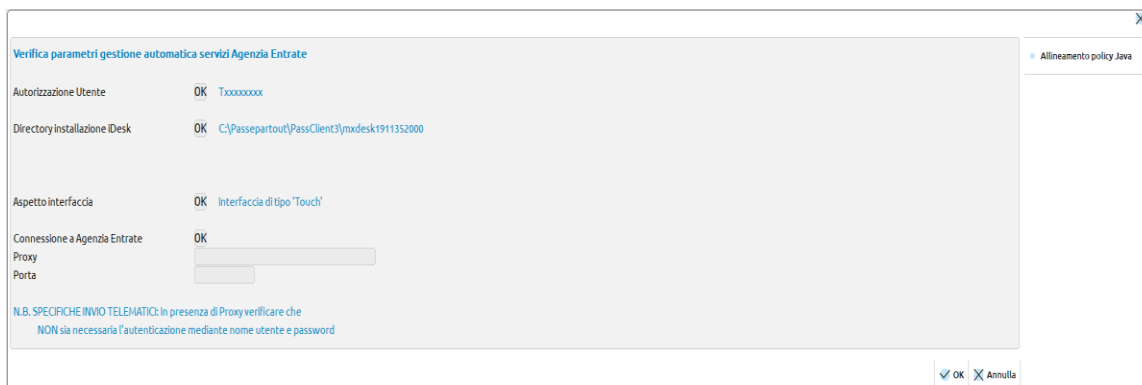 Verifica parametri gestione automatica servizi Agenzia Entrate
Allineamento policy Java
Autorizzazione Utente OK Txxxxxxxx
Directory installazione iDesk OK C:\Passepartout\PassClient3\mxdesk1911352000
Aspetto interfaccia OK Interfaccia di tipo 'Touch'
Connessione a Agenzia Entrate OK
Proxy
Porta
N.B. SPECIFICHE INVIO TELEMATICI: In presenza di Proxy verificare che
NON sia necessaria l'autenticazione mediante nome utente e password
OK Annulla